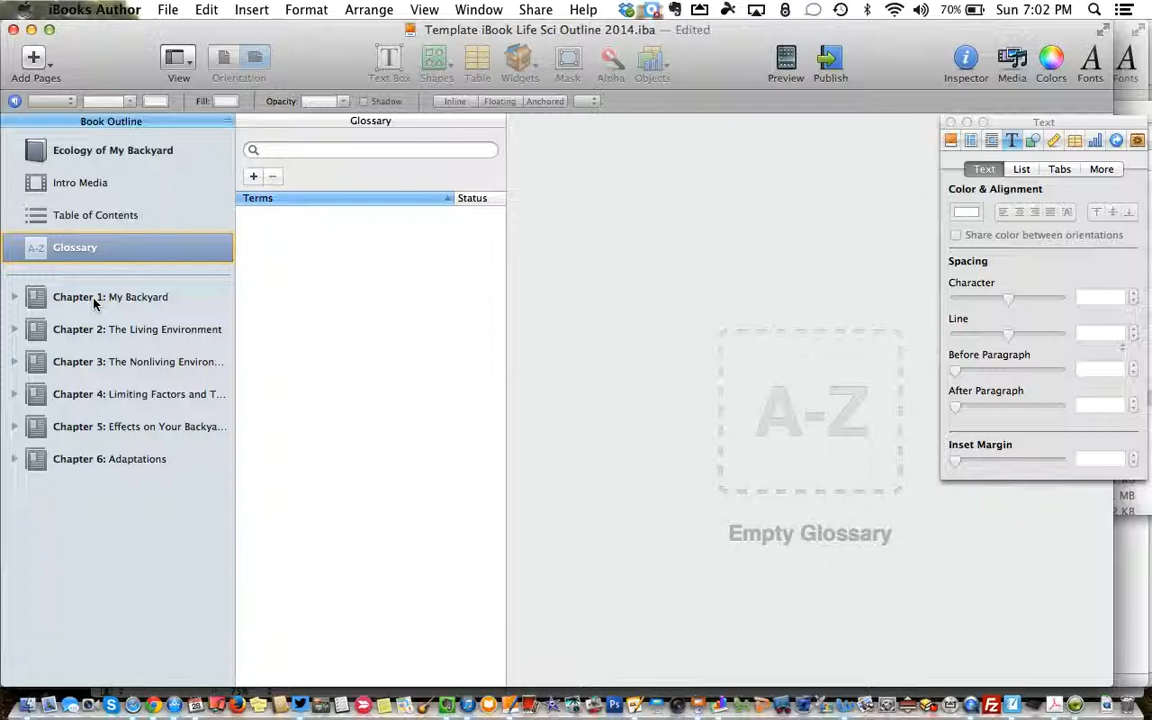 iBooks Author File Edit Insert Format Arrange View Window Share Help 70% Sun 7:02 PM
Template iBook Life Sci Outline 2014.iba — Edited
Add Pages View Orientation Text Box Shapes Table Widgets Mask Alpha Objects Preview Publish Inspector Media Colors Fonts Fonts
Fill: Opacity: Shadow Inline Floating Anchored
Book Outline
Ecology of My Backyard
Intro Media
Table of Contents
A-Z Glossary
Chapter 1: My Backyard
Chapter 2: The Living Environment
Chapter 3: The Nonliving Environ...
Chapter 4: Limiting Factors and T...
Chapter 5: Effects on Your Backya...
Chapter 6: Adaptations
Glossary
+ −
Terms Status
A-Z
Empty Glossary
Text
Text List Tabs More
Color & Alignment
Share color between orientations
Spacing
Character
Line
Before Paragraph
After Paragraph
Inset Margin
MB
KB